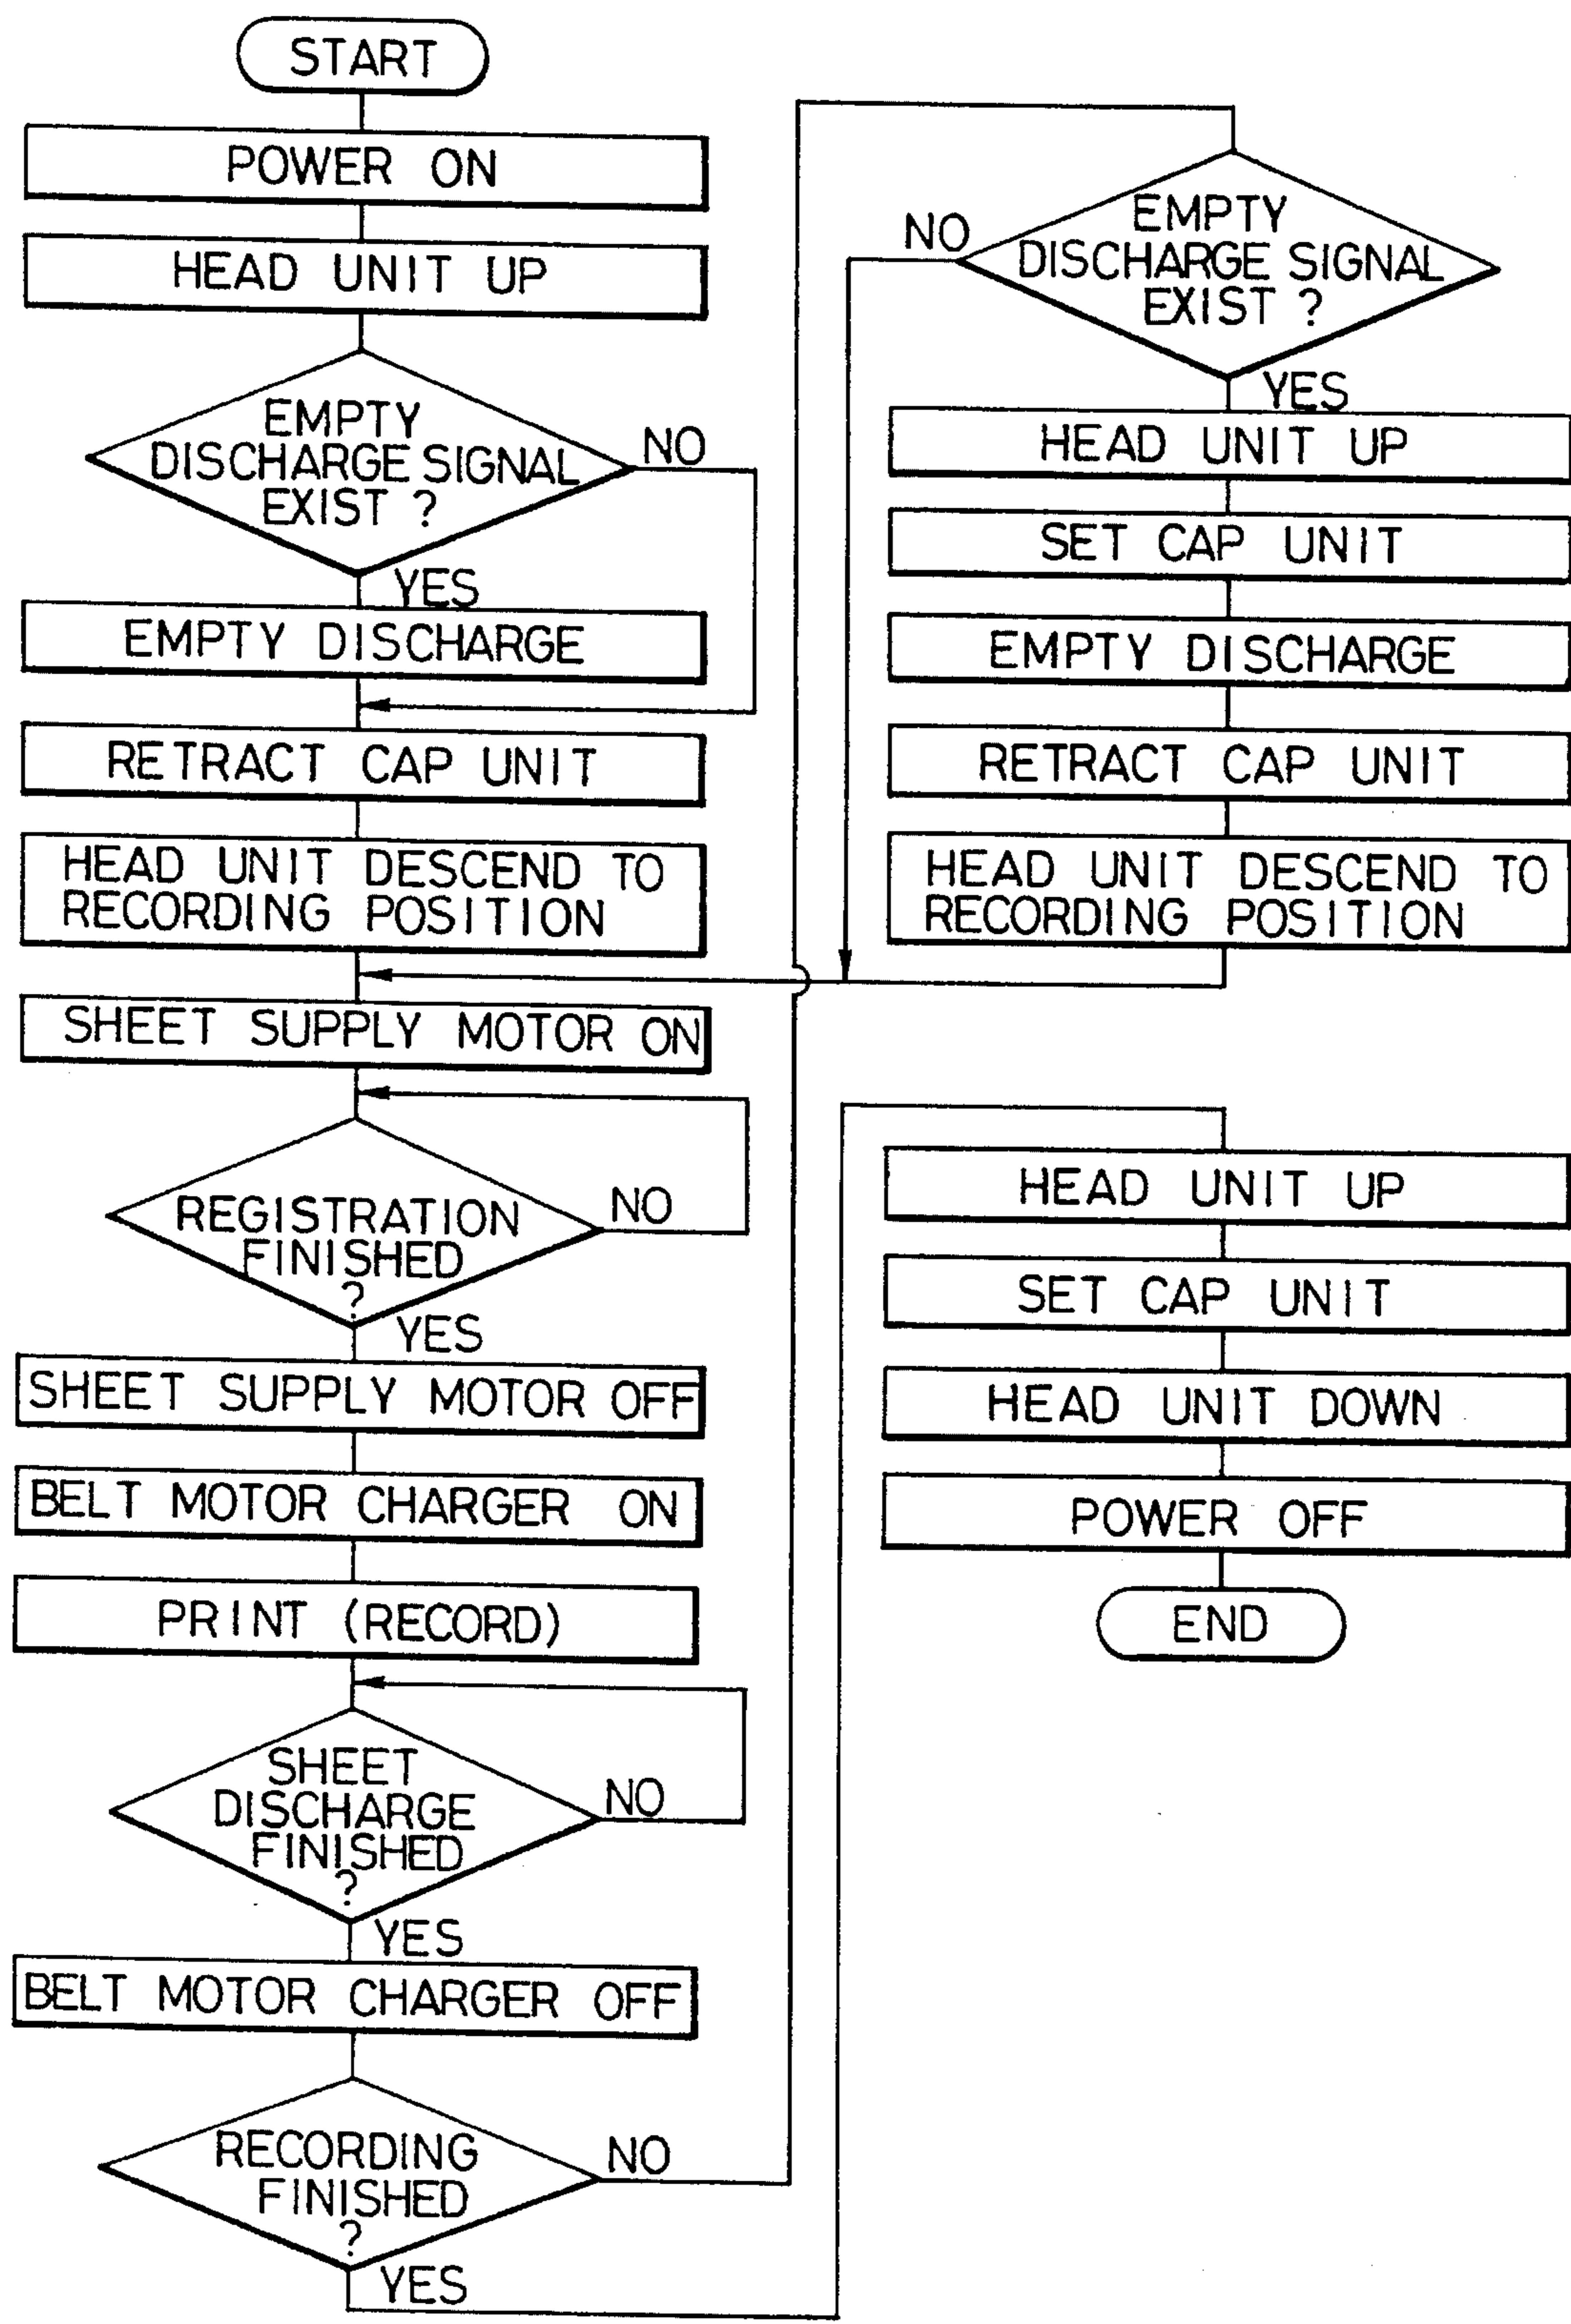 START
POWER ON
HEAD UNIT UP
EMPTY
DISCHARGE SIGNAL
EXIST ?
NO
YES
EMPTY DISCHARGE
RETRACT CAP UNIT
HEAD UNIT DESCEND TO
RECORDING POSITION
SHEET SUPPLY MOTOR ON
REGISTRATION
FINISHED
?
NO
YES
SHEET SUPPLY MOTOR OFF
BELT MOTOR CHARGER ON
PRINT (RECORD)
SHEET
DISCHARGE
FINISHED
?
NO
YES
BELT MOTOR CHARGER OFF
RECORDING
FINISHED
?
NO
YES
EMPTY
DISCHARGE SIGNAL
EXIST ?
NO
YES
HEAD UNIT UP
SET CAP UNIT
EMPTY DISCHARGE
RETRACT CAP UNIT
HEAD UNIT DESCEND TO
RECORDING POSITION
HEAD UNIT UP
SET CAP UNIT
HEAD UNIT DOWN
POWER OFF
END